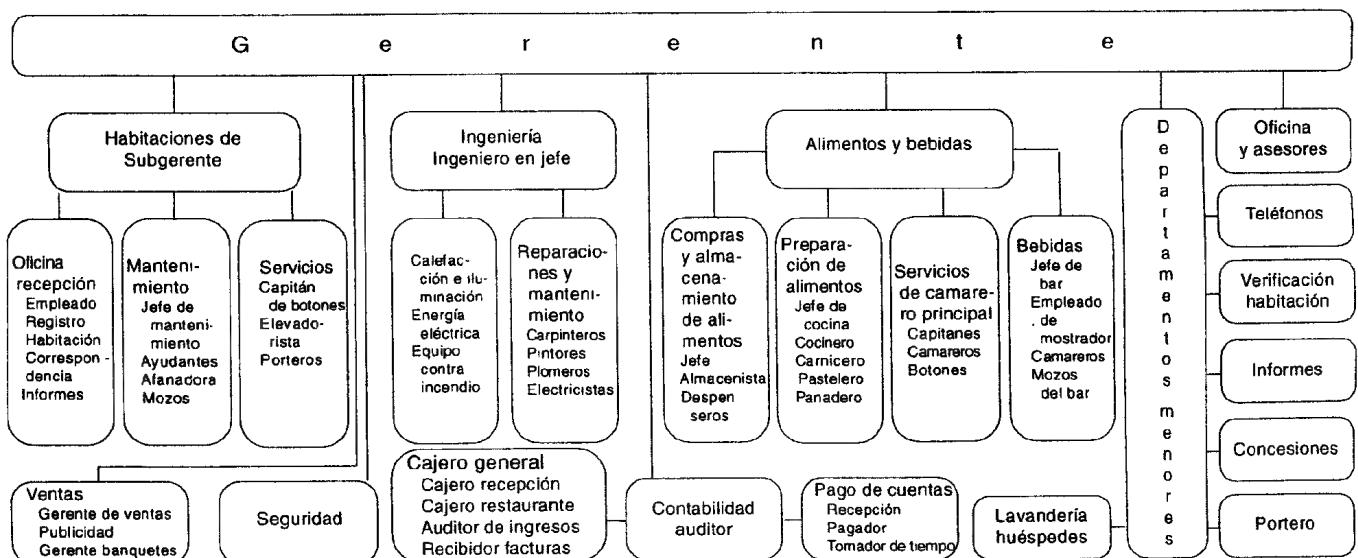 G e r e n t e
Habitaciones de
Subgerente
Ingeniería
Ingeniero en jefe
Alimentos y bebidas
Departamentos menores
Oficina
y asesores
Oficina
recepción
Empleado
Registro
Habitación
Correspon-
dencia
Informes
Manteni-
miento
Jefe de
manteni-
miento
Ayudantes
Afanadora
Mozos
Servicios
Capitán
de botones
Elevado-
rista
Porteros
Calefac-
ción e ilu-
minación
Energía
eléctrica
Equipo
contra
incendio
Reparacio-
nes y
manteni-
miento
Carpinteros
Pintores
Plomeros
Electricistas
Compras
y alma-
cena-
miento
de ali-
mentos
Jefe
Almacenista
Despen
seros
Prepara-
ción de
alimentos
Jefe de
cocina
Cocinero
Carnicero
Pastelero
Panadero
Servicios
de camare-
ro principal
Capitanes
Camareros
Botones
Bebidas
Jefe de
bar
Empleado
. de
mostrador
Camareros
Mozos
del bar
Teléfonos
Verificación
habitación
Informes
Concesiones
Portero
Ventas
Gerente de ventas
Publicidad
Gerente banquetes
Seguridad
Cajero general
Cajero recepción
Cajero restaurante
Auditor de ingresos
Recibidor facturas
Contabilidad
auditor
Pago de cuentas
Recepción
Pagador
Tomador de tiempo
Lavandería
huéspedes